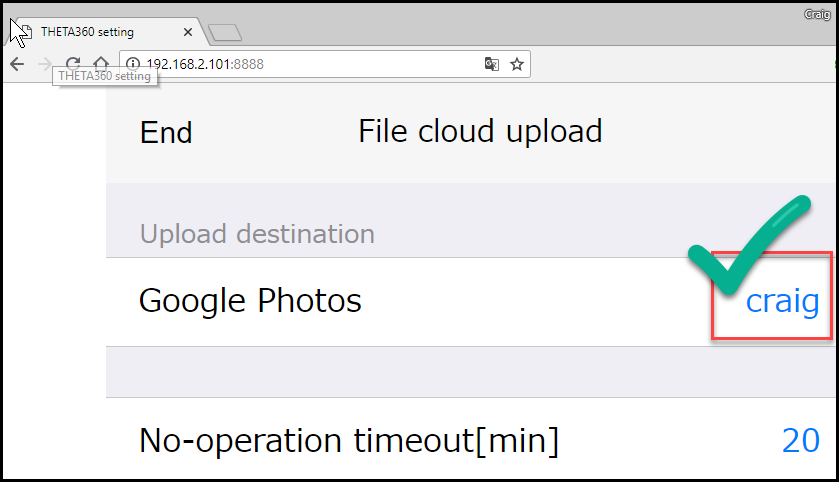 Craig
THETA360 setting
192.168.2.101:8888
THETA360 setting
End
File cloud upload
Upload destination
Google Photos
craig
No-operation timeout[min]
20